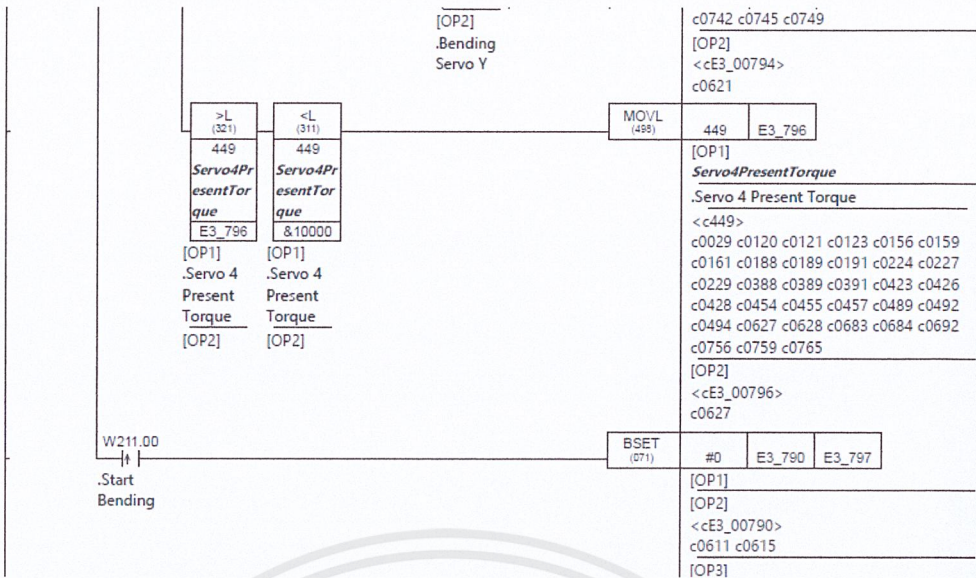 [OP2]
.Bending
Servo Y
c0742 c0745 c0749
[OP2]
<cE3_00794>
c0621
>L
(321)
449
Servo4Pr
esentTor
que
E3_796
[OP1]
.Servo 4
Present
Torque
[OP2]
<L
(311)
449
Servo4Pr
esentTor
que
&10000
[OP1]
.Servo 4
Present
Torque
[OP2]
MOVL
(498)
449
E3_796
[OP1]
Servo4PresentTorque
.Servo 4 Present Torque
<c449>
c0029 c0120 c0121 c0123 c0156 c0159
c0161 c0188 c0189 c0191 c0224 c0227
c0229 c0388 c0389 c0391 c0423 c0426
c0428 c0454 c0455 c0457 c0489 c0492
c0494 c0627 c0628 c0683 c0684 c0692
c0756 c0759 c0765
[OP2]
<cE3_00796>
c0627
W211.00
.Start
Bending
BSET
(071)
#0
E3_790
E3_797
[OP1]
[OP2]
<cE3_00790>
c0611 c0615
[OP3]